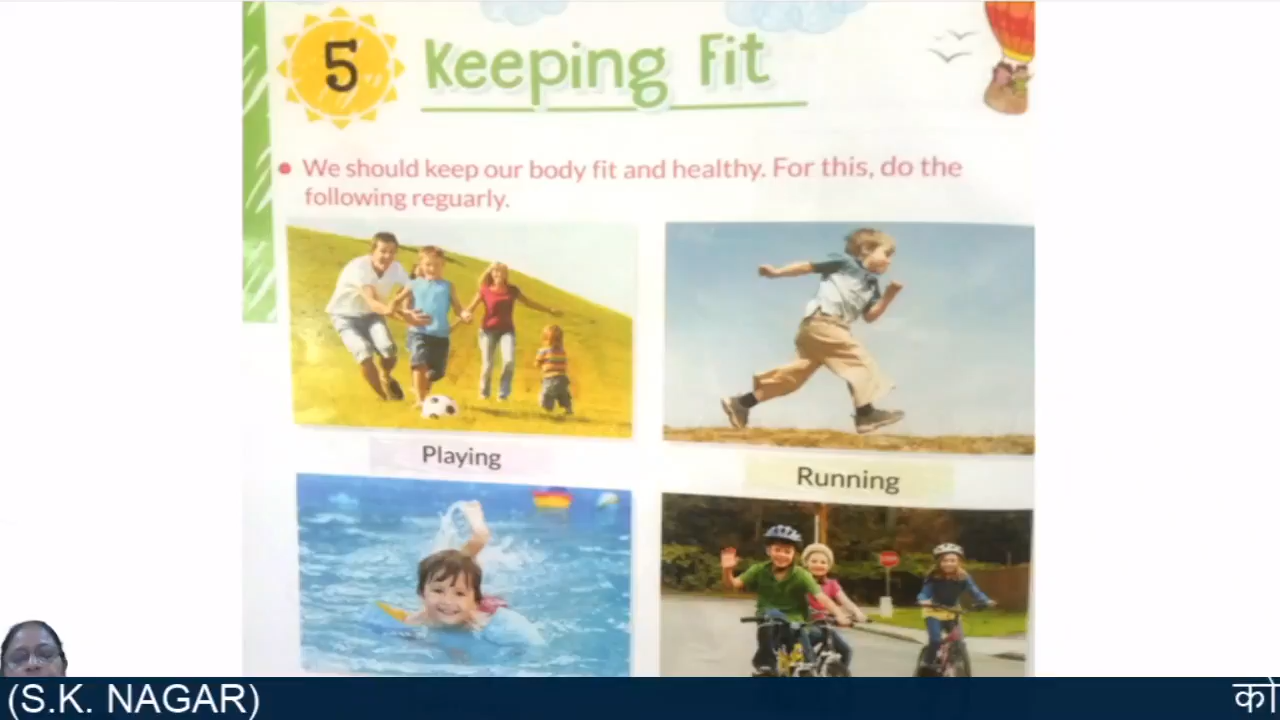 5
Keeping Fit
• We should keep our body fit and healthy. For this, do the
following reguarly.
Playing
Running
STOP
(S.K. NAGAR)
को